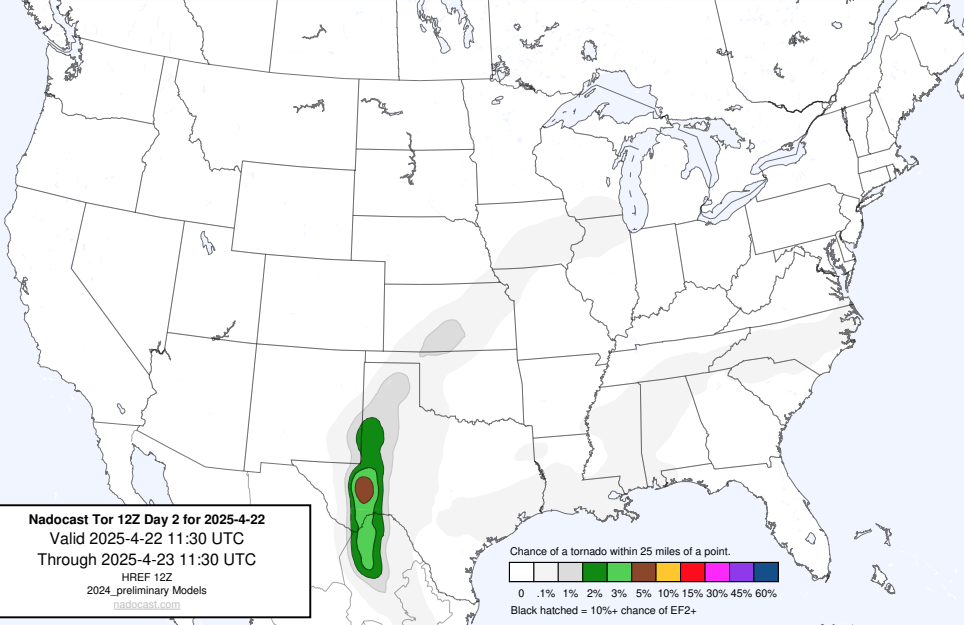 Nadocast Tor 12Z Day 2 for 2025-4-22
Valid 2025-4-22 11:30 UTC
Through 2025-4-23 11:30 UTC
HREF 12Z
2024_preliminary Models
nadocast.com
Chance of a tornado within 25 miles of a point.
0 .1% 1% 2% 3% 5% 10% 15% 30% 45% 60%
Black hatched = 10%+ chance of EF2+